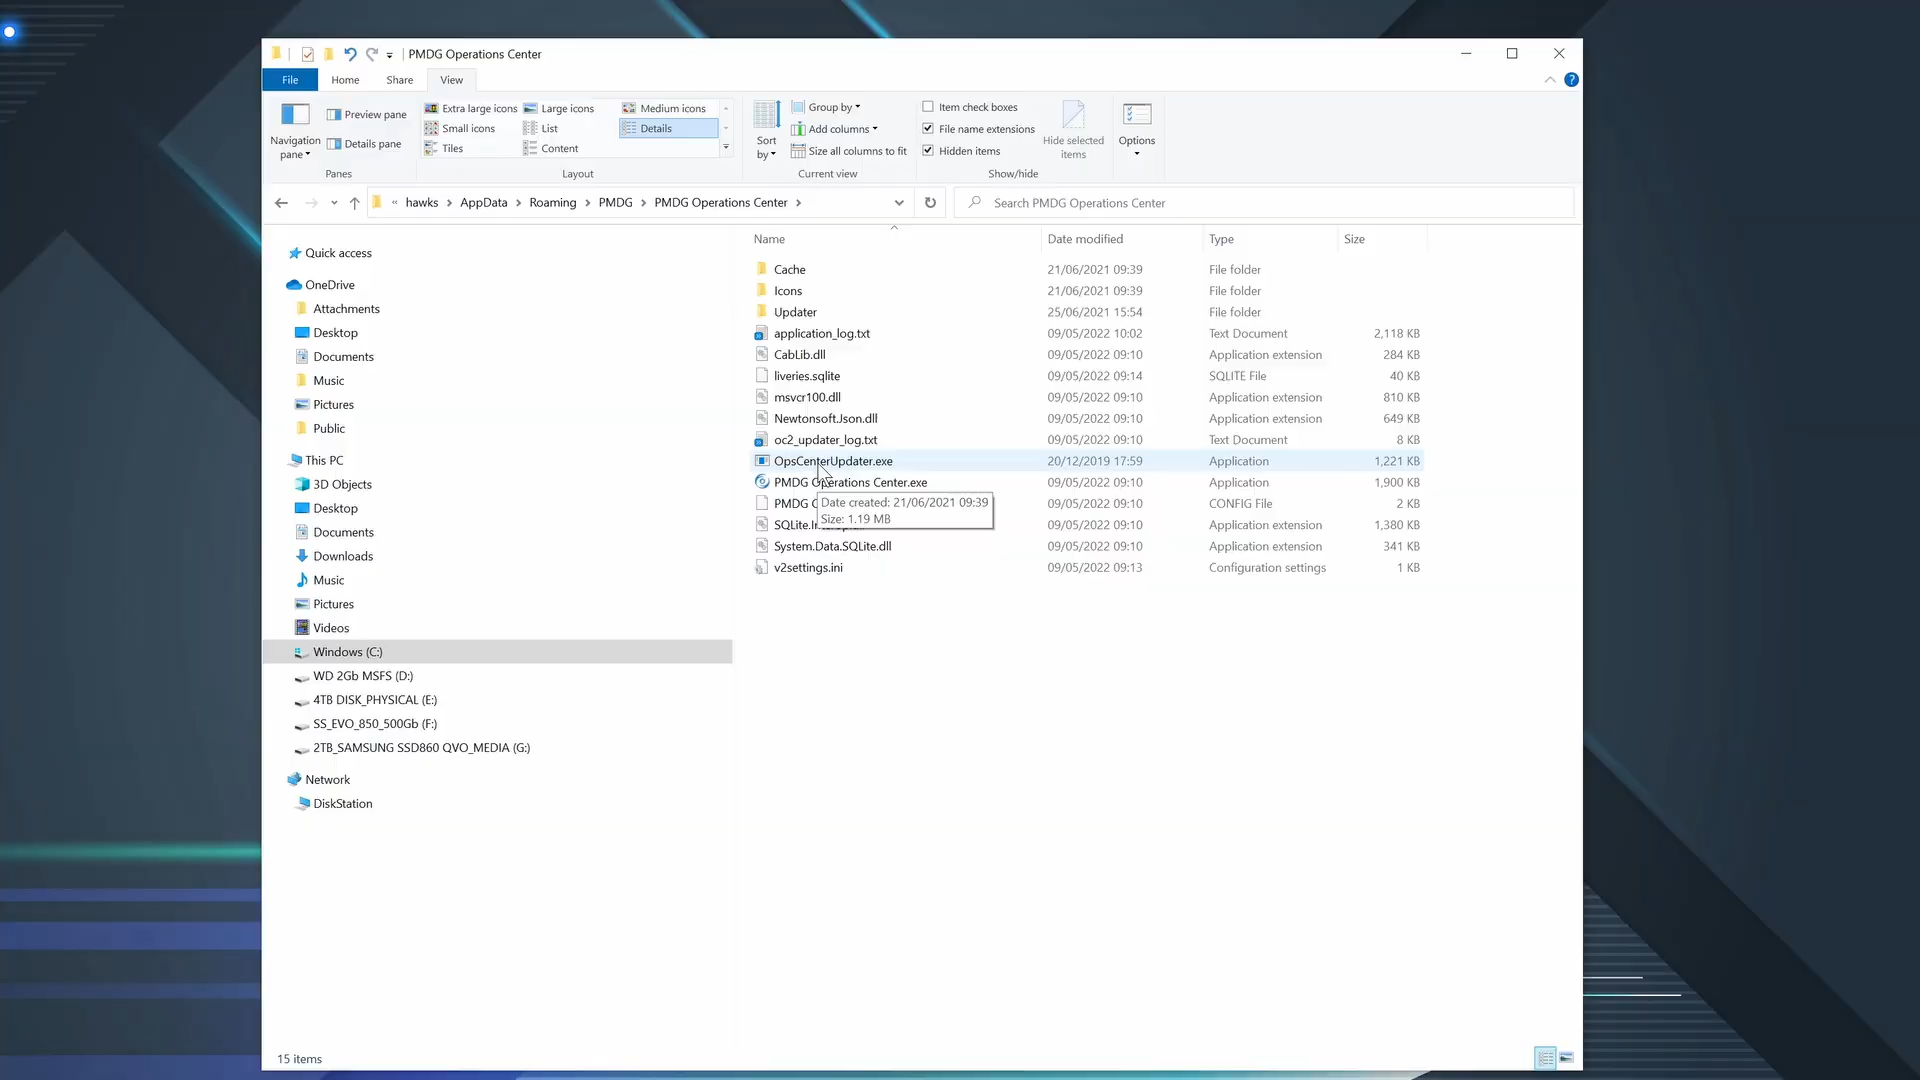 PMDG Operations Center
File Home Share View
Navigation pane
Preview pane
Details pane
Panes
Extra large icons Large icons Medium icons
Small icons List Details
Tiles Content
Layout
Sort by
Group by
Add columns
Size all columns to fit
Current view
Item check boxes
File name extensions
Hidden items
Hide selected items
Show/hide
Options
« hawks > AppData > Roaming > PMDG > PMDG Operations Center >
Search PMDG Operations Center
Quick access
OneDrive
Attachments
Desktop
Documents
Music
Pictures
Public
This PC
3D Objects
Desktop
Documents
Downloads
Music
Pictures
Videos
Windows (C:)
WD 2Gb MSFS (D:)
4TB DISK_PHYSICAL (E:)
SS_EVO_850_500Gb (F:)
2TB_SAMSUNG SSD860 QVO_MEDIA (G:)
Network
DiskStation
Name Date modified Type Size
Cache 21/06/2021 09:39 File folder
Icons 21/06/2021 09:39 File folder
Updater 25/06/2021 15:54 File folder
application_log.txt 09/05/2022 10:02 Text Document 2,118 KB
CabLib.dll 09/05/2022 09:10 Application extension 284 KB
liveries.sqlite 09/05/2022 09:14 SQLITE File 40 KB
msvcr100.dll 09/05/2022 09:10 Application extension 810 KB
Newtonsoft.Json.dll 09/05/2022 09:10 Application extension 649 KB
oc2_updater_log.txt 09/05/2022 09:10 Text Document 8 KB
OpsCenterUpdater.exe 20/12/2019 17:59 Application 1,221 KB
PMDG Operations Center.exe 09/05/2022 09:10 Application 1,900 KB
PMDG 09/05/2022 09:10 CONFIG File 2 KB
09/05/2022 09:10 Application extension 1,380 KB
System.Data.SQLite.dll 09/05/2022 09:10 Application extension 341 KB
v2settings.ini 09/05/2022 09:13 Configuration settings 1 KB
Date created: 21/06/2021 09:39
Size: 1.19 MB
15 items